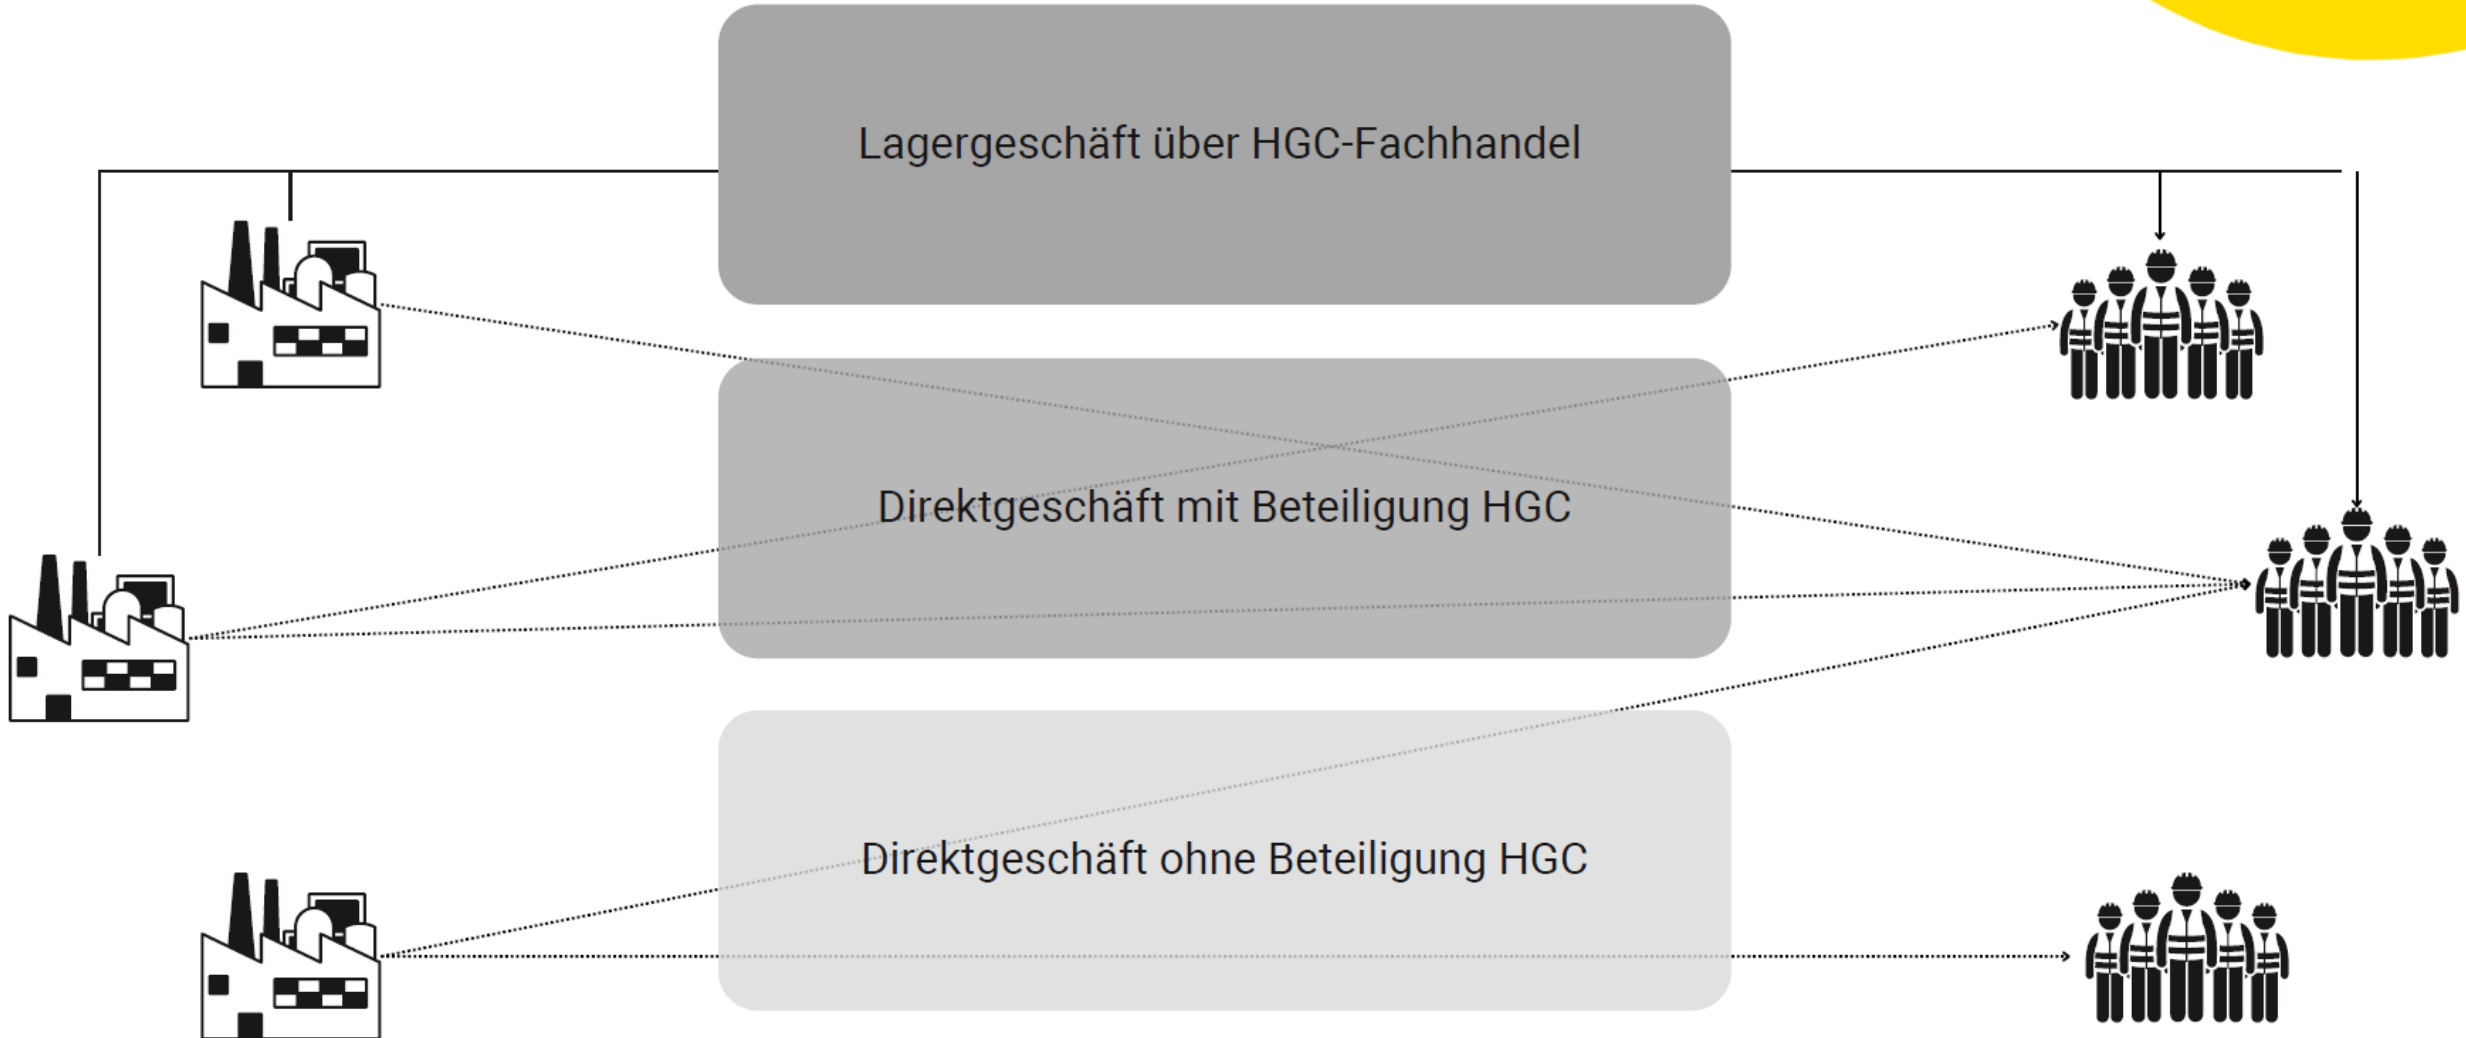 Lagergeschäft über HGC-Fachhandel
Direktgeschäft mit Beteiligung HGC
Direktgeschäft ohne Beteiligung HGC